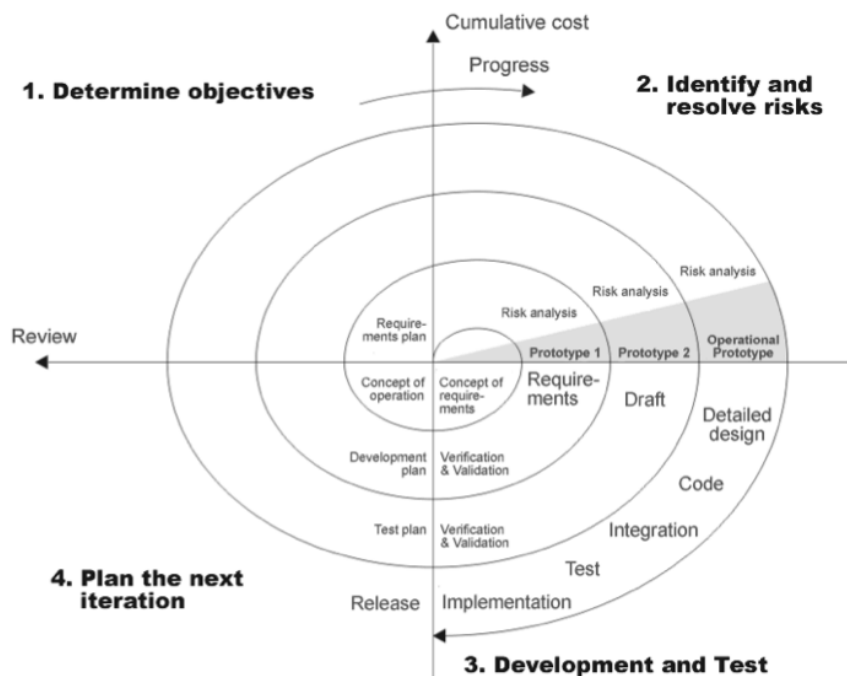 Cumulative cost
Progress
1. Determine objectives
2. Identify and
resolve risks
Risk analysis
Risk analysis
Risk analysis
Require-
ments plan
Review
Prototype 1
Prototype 2
Operational
Prototype
Concept of
operation
Concept of
require-
ments
Require-
ments
Draft
Detailed
design
Development
plan
Verification
& Validation
Code
Test plan
Verification
& Validation
Integration
Test
4. Plan the next
iteration
Release
Implementation
3. Development and Test